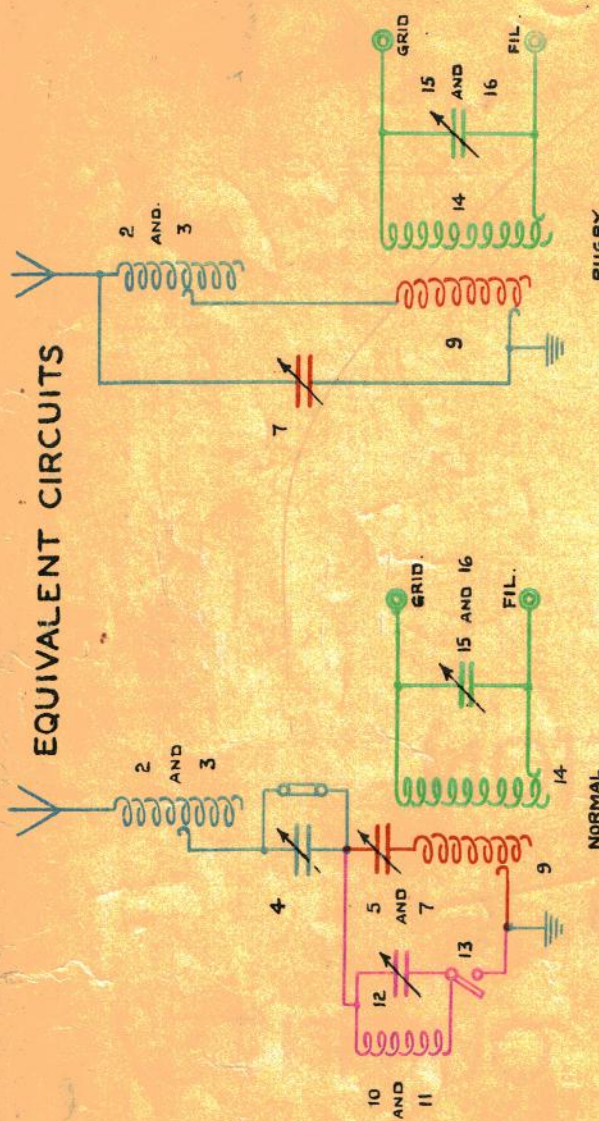 EQUIVALENT CIRCUITS
2
AND
3
4
5
AND
7
10
AND
11
12
13
9
14
GRID.
15 AND 16
FIL.
NORMAL
2
AND.
3
7
9
14
GRID
15
AND
16
FIL.
RUGBY